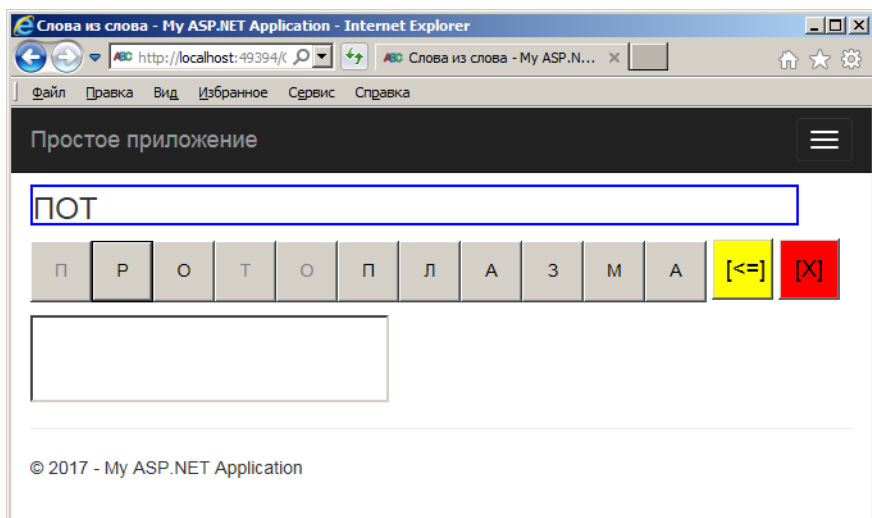 Слова из слова - My ASP.NET Application - Internet Explorer
http://localhost:49394/( ABC Слова из слова - My ASP.N...
Файл Правка Вид Избранное Сервис Справка
Простое приложение
ПОТ
П Р О Т О П Л А З М А [<=] [X]
© 2017 - My ASP.NET Application